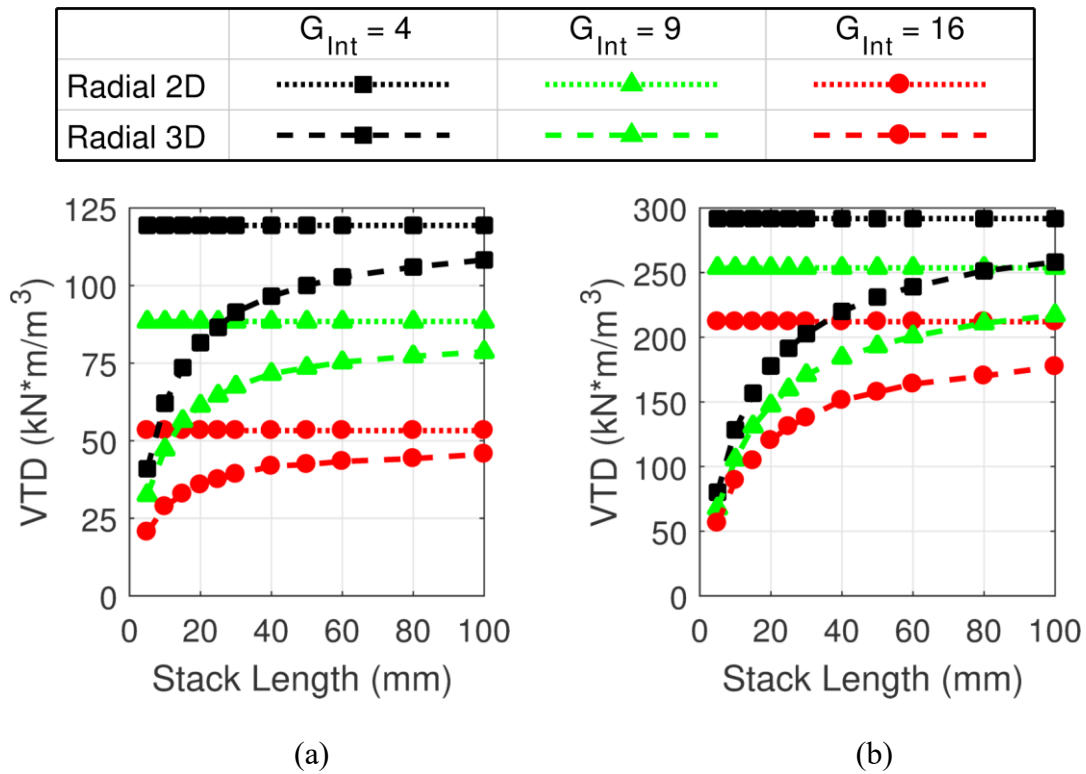 G_Int = 4 G_Int = 9 G_Int = 16
Radial 2D
Radial 3D
125
100
75
50
25
0
VTD (kN*m/m^3)
0 20 40 60 80 100
Stack Length (mm)
(a)
300
250
200
150
100
50
0
VTD (kN*m/m^3)
0 20 40 60 80 100
Stack Length (mm)
(b)